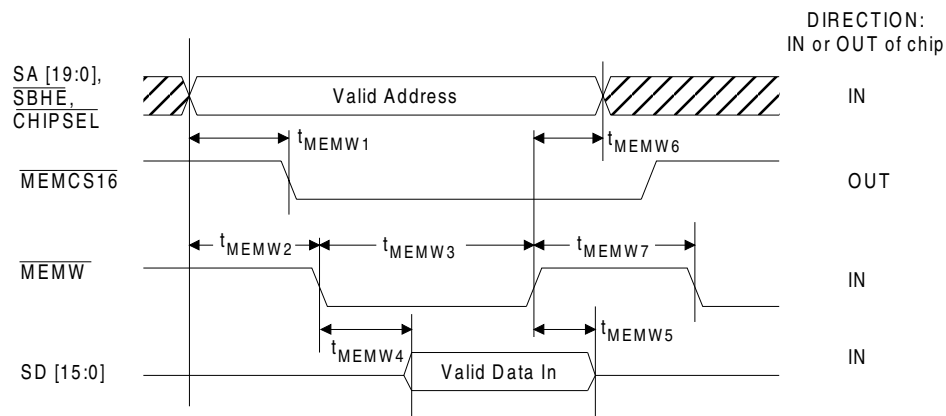 DIRECTION:
IN or OUT of chip
SA [19:0],
SBHE,
CHIPSEL
Valid Address
IN
tMEMW1
tMEMW6
MEMCS16
OUT
tMEMW2
tMEMW3
tMEMW7
MEMW
IN
tMEMW4
tMEMW5
SD [15:0]
Valid Data In
IN